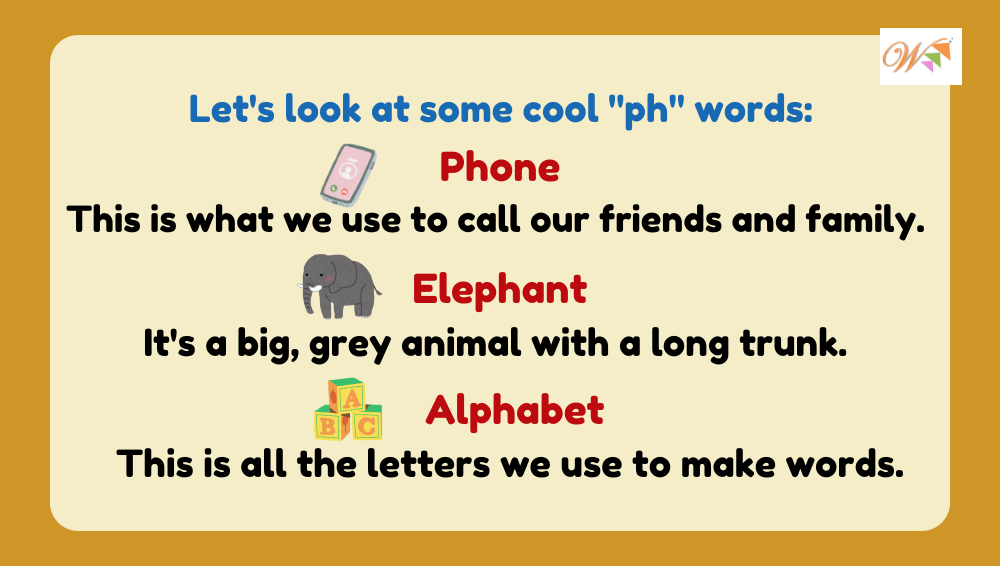 W
Let's look at some cool "ph" words:
Phone
This is what we use to call our friends and family.
Elephant
It's a big, grey animal with a long trunk.
A
B C
Alphabet
This is all the letters we use to make words.